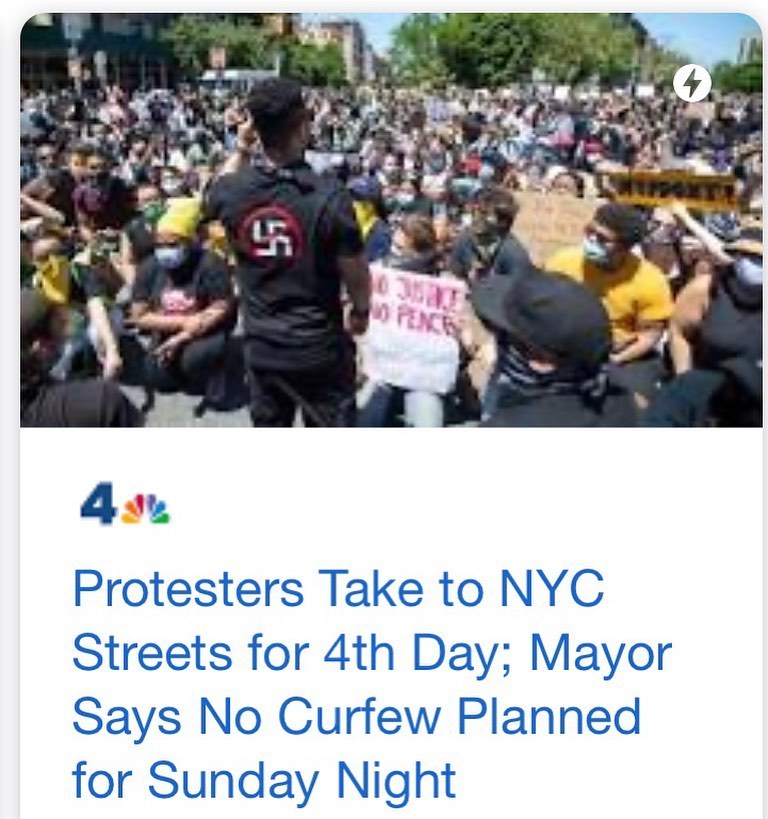 NO JUSTICE
NO PEACE
4
Protesters Take to NYC
Streets for 4th Day; Mayor
Says No Curfew Planned
for Sunday Night